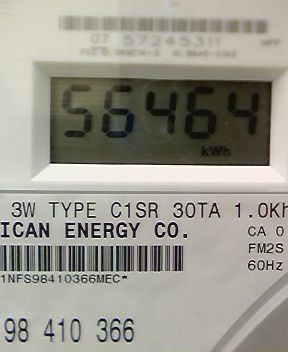 07 57245311
56464
kWh
3W TYPE C1SR 30TA 1.0Kh
ICAN ENERGY CO.
CA 0
FM2S
60Hz
1NFS98410366MEC*
98 410 366